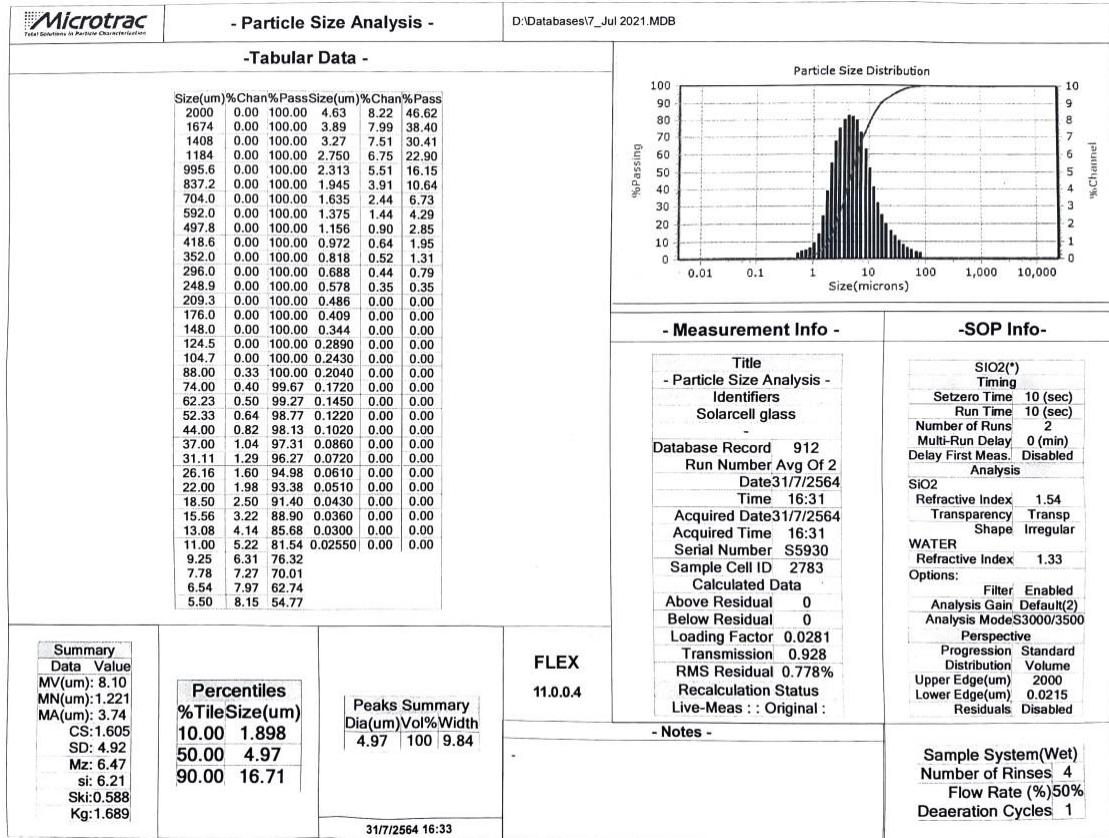 Microtrac
Total Solutions in Particle Characterization
- Particle Size Analysis -
D:\Databases\7_Jul 2021.MDB
-Tabular Data -
Size(um) %Chan %Pass Size(um) %Chan %Pass
2000 0.00 100.00 4.63 8.22 46.62
1674 0.00 100.00 3.89 7.99 38.40
1408 0.00 100.00 3.27 7.51 30.41
1184 0.00 100.00 2.750 6.75 22.90
995.6 0.00 100.00 2.313 5.51 16.15
837.2 0.00 100.00 1.945 3.91 10.64
704.0 0.00 100.00 1.635 2.44 6.73
592.0 0.00 100.00 1.375 1.44 4.29
497.8 0.00 100.00 1.156 0.90 2.85
418.6 0.00 100.00 0.972 0.64 1.95
352.0 0.00 100.00 0.818 0.52 1.31
296.0 0.00 100.00 0.688 0.44 0.79
248.9 0.00 100.00 0.578 0.35 0.35
209.3 0.00 100.00 0.486 0.00 0.00
176.0 0.00 100.00 0.409 0.00 0.00
148.0 0.00 100.00 0.344 0.00 0.00
124.5 0.00 100.00 0.2890 0.00 0.00
104.7 0.00 100.00 0.2430 0.00 0.00
88.00 0.33 100.00 0.2040 0.00 0.00
74.00 0.40 99.67 0.1720 0.00 0.00
62.23 0.50 99.27 0.1450 0.00 0.00
52.33 0.64 98.77 0.1220 0.00 0.00
44.00 0.82 98.13 0.1020 0.00 0.00
37.00 1.04 97.31 0.0860 0.00 0.00
31.11 1.29 96.27 0.0720 0.00 0.00
26.16 1.60 94.98 0.0610 0.00 0.00
22.00 1.98 93.38 0.0510 0.00 0.00
18.50 2.50 91.40 0.0430 0.00 0.00
15.56 3.22 88.90 0.0360 0.00 0.00
13.08 4.14 85.68 0.0300 0.00 0.00
11.00 5.22 81.54 0.02550 0.00 0.00
9.25 6.31 76.32
7.78 7.27 70.01
6.54 7.97 62.74
5.50 8.15 54.77
Particle Size Distribution
%Passing
100
90
80
70
60
50
40
30
20
10
0
10
9
8
7
6
5
4
3
2
1
0
%Channel
0.01 0.1 1 10 100 1,000 10,000
Size(microns)
- Measurement Info -
Title
- Particle Size Analysis -
Identifiers
Solarcell glass
-
Database Record 912
Run Number Avg Of 2
Date 31/7/2564
Time 16:31
Acquired Date 31/7/2564
Acquired Time 16:31
Serial Number S5930
Sample Cell ID 2783
Calculated Data
Above Residual 0
Below Residual 0
Loading Factor 0.0281
Transmission 0.928
RMS Residual 0.778%
Recalculation Status
Live-Meas : : Original :
-SOP Info-
SIO2(*)
Timing
Setzero Time 10 (sec)
Run Time 10 (sec)
Number of Runs 2
Multi-Run Delay 0 (min)
Delay First Meas. Disabled
Analysis
SiO2
Refractive Index 1.54
Transparency Transp
Shape Irregular
WATER
Refractive Index 1.33
Options:
Filter Enabled
Analysis Gain Default(2)
Analysis Mode S3000/3500
Perspective
Progression Standard
Distribution Volume
Upper Edge(um) 2000
Lower Edge(um) 0.0215
Residuals Disabled
Summary
Data Value
MV(um): 8.10
MN(um): 1.221
MA(um): 3.74
CS: 1.605
SD: 4.92
Mz: 6.47
si: 6.21
Ski: 0.588
Kg: 1.689
Percentiles
%Tile Size(um)
10.00 1.898
50.00 4.97
90.00 16.71
Peaks Summary
Dia(um) Vol% Width
4.97 100 9.84
31/7/2564 16:33
FLEX
11.0.0.4
- Notes -
-
Sample System(Wet)
Number of Rinses 4
Flow Rate (%) 50%
Deaeration Cycles 1